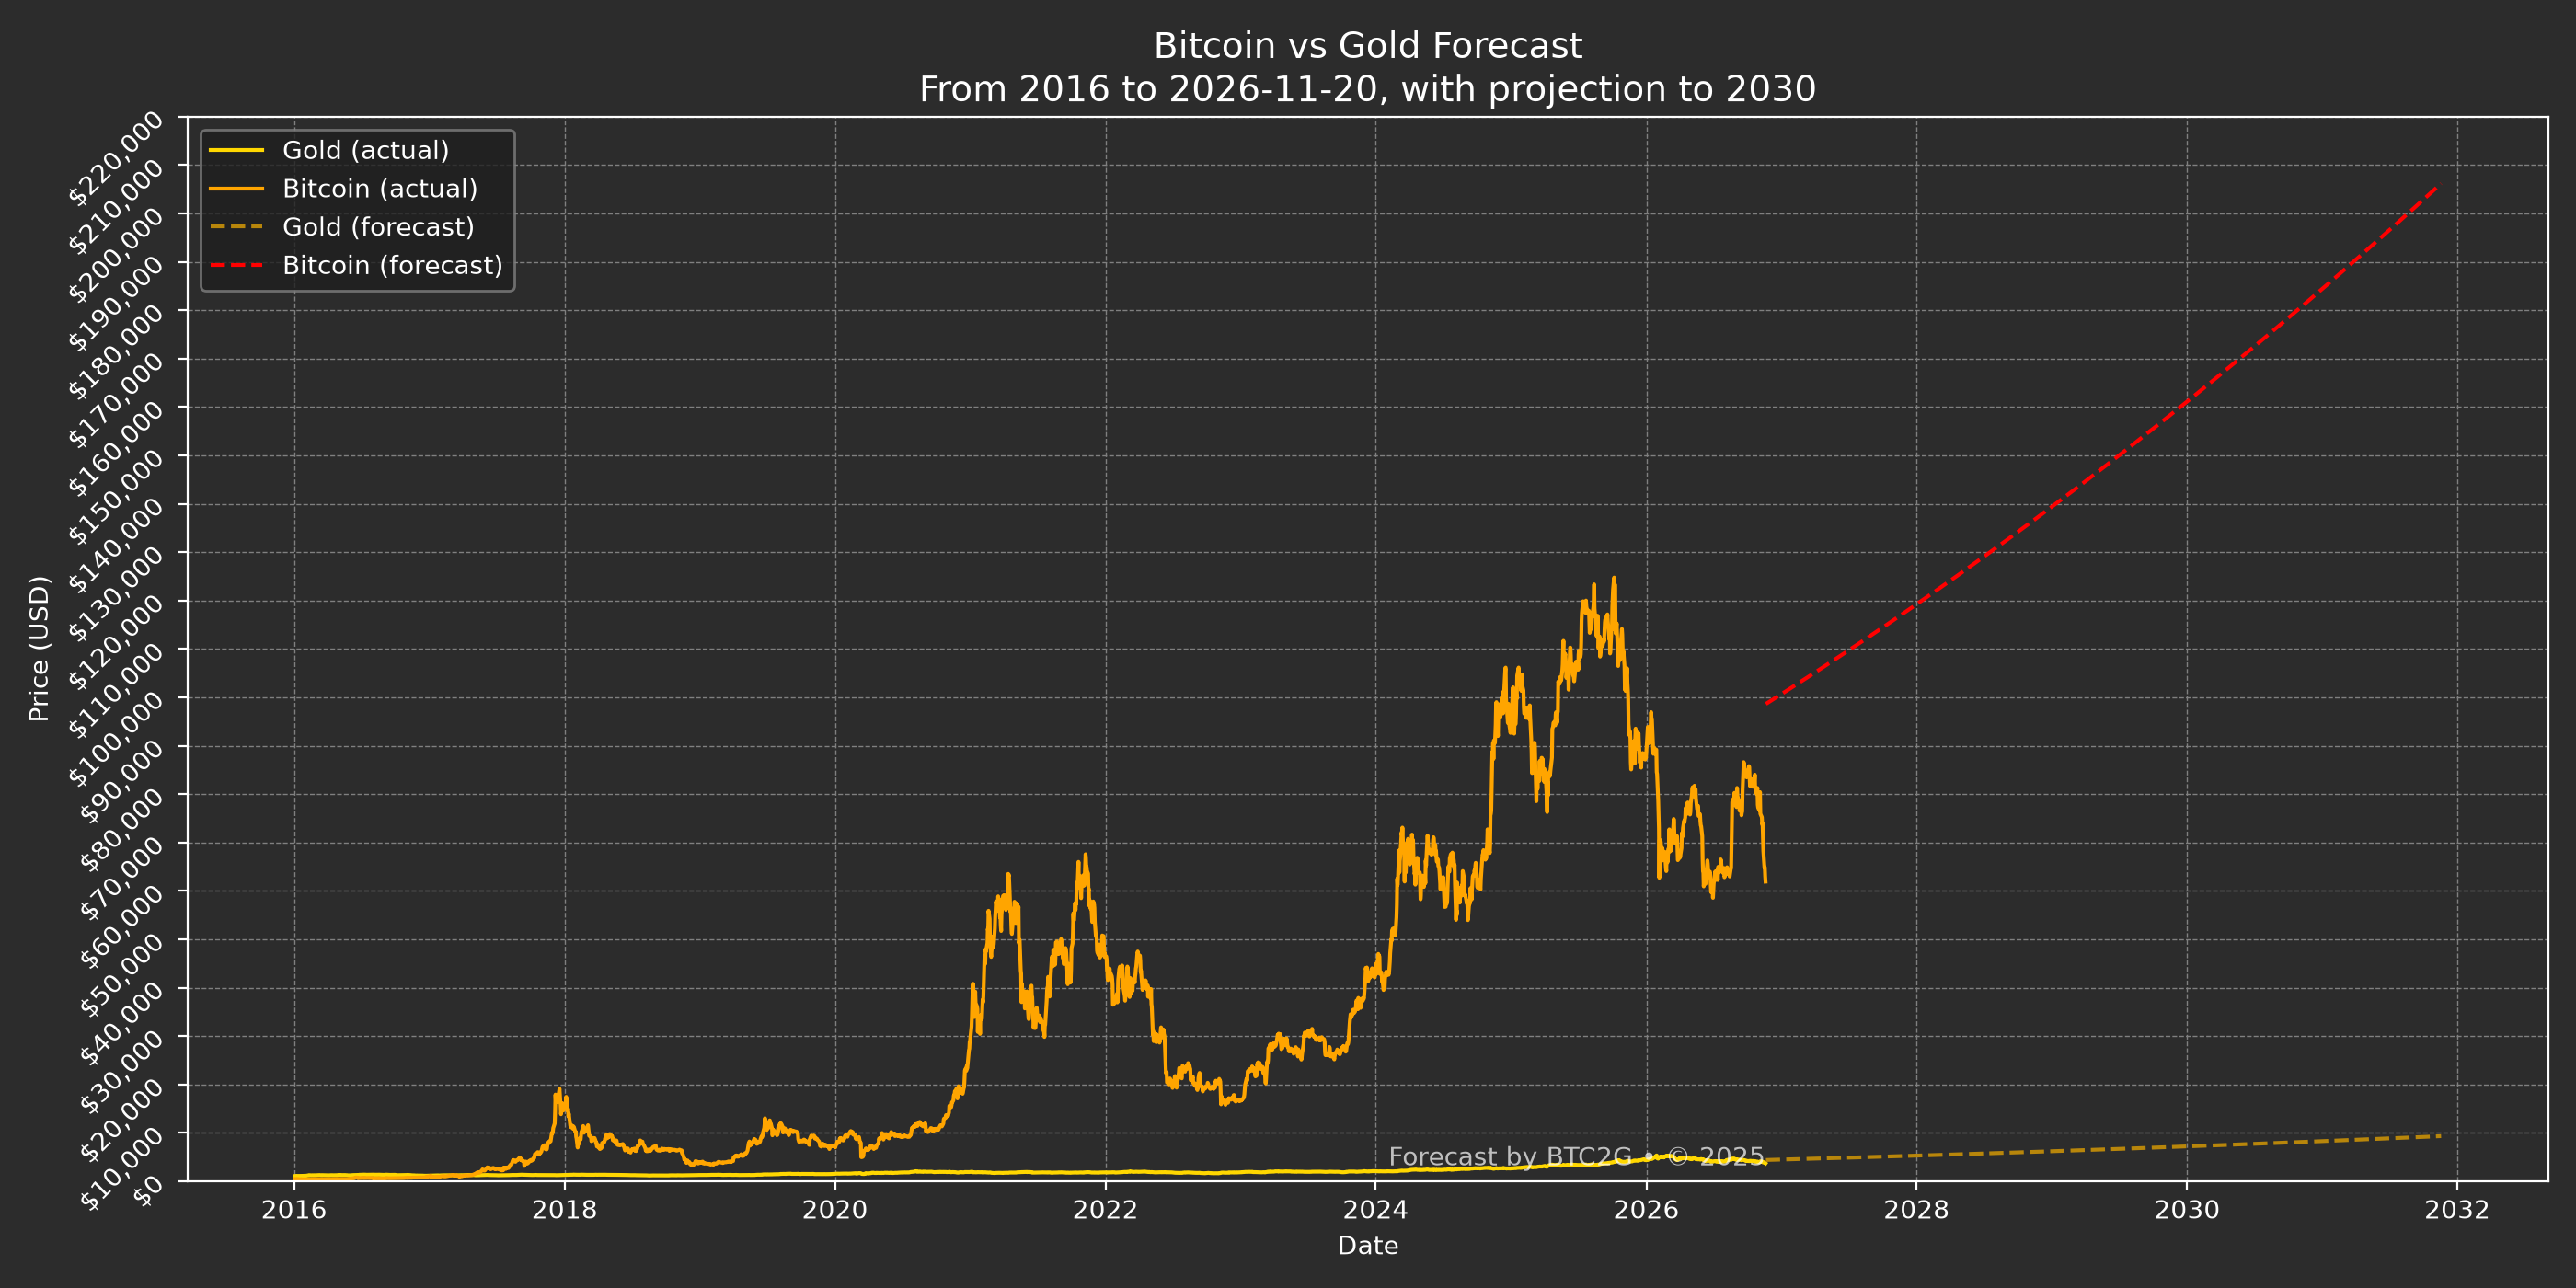 Bitcoin vs Gold Forecast
From 2016 to 2026-11-20, with projection to 2030
Gold (actual)
Bitcoin (actual)
Gold (forecast)
Bitcoin (forecast)
Price (USD)
$220,000
$210,000
$200,000
$190,000
$180,000
$170,000
$160,000
$150,000
$140,000
$130,000
$120,000
$110,000
$100,000
$90,000
$80,000
$70,000
$60,000
$50,000
$40,000
$30,000
$20,000
$10,000
$0
Forecast by BTC2G • © 2025
2016 2018 2020 2022 2024 2026 2028 2030 2032
Date